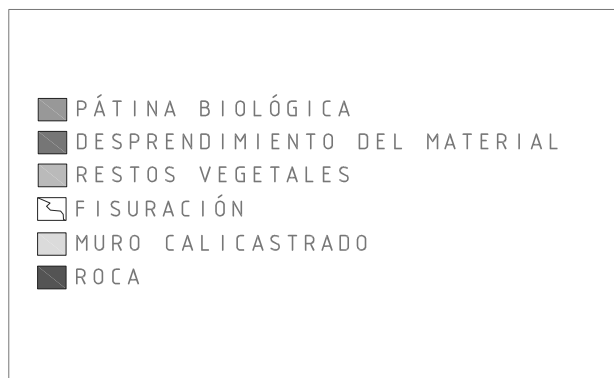 PÁTINA BIOLÓGICA
DESPRENDIMIENTO DEL MATERIAL
RESTOS VEGETALES
FISURACIÓN
MURO CALICASTRADO
ROCA